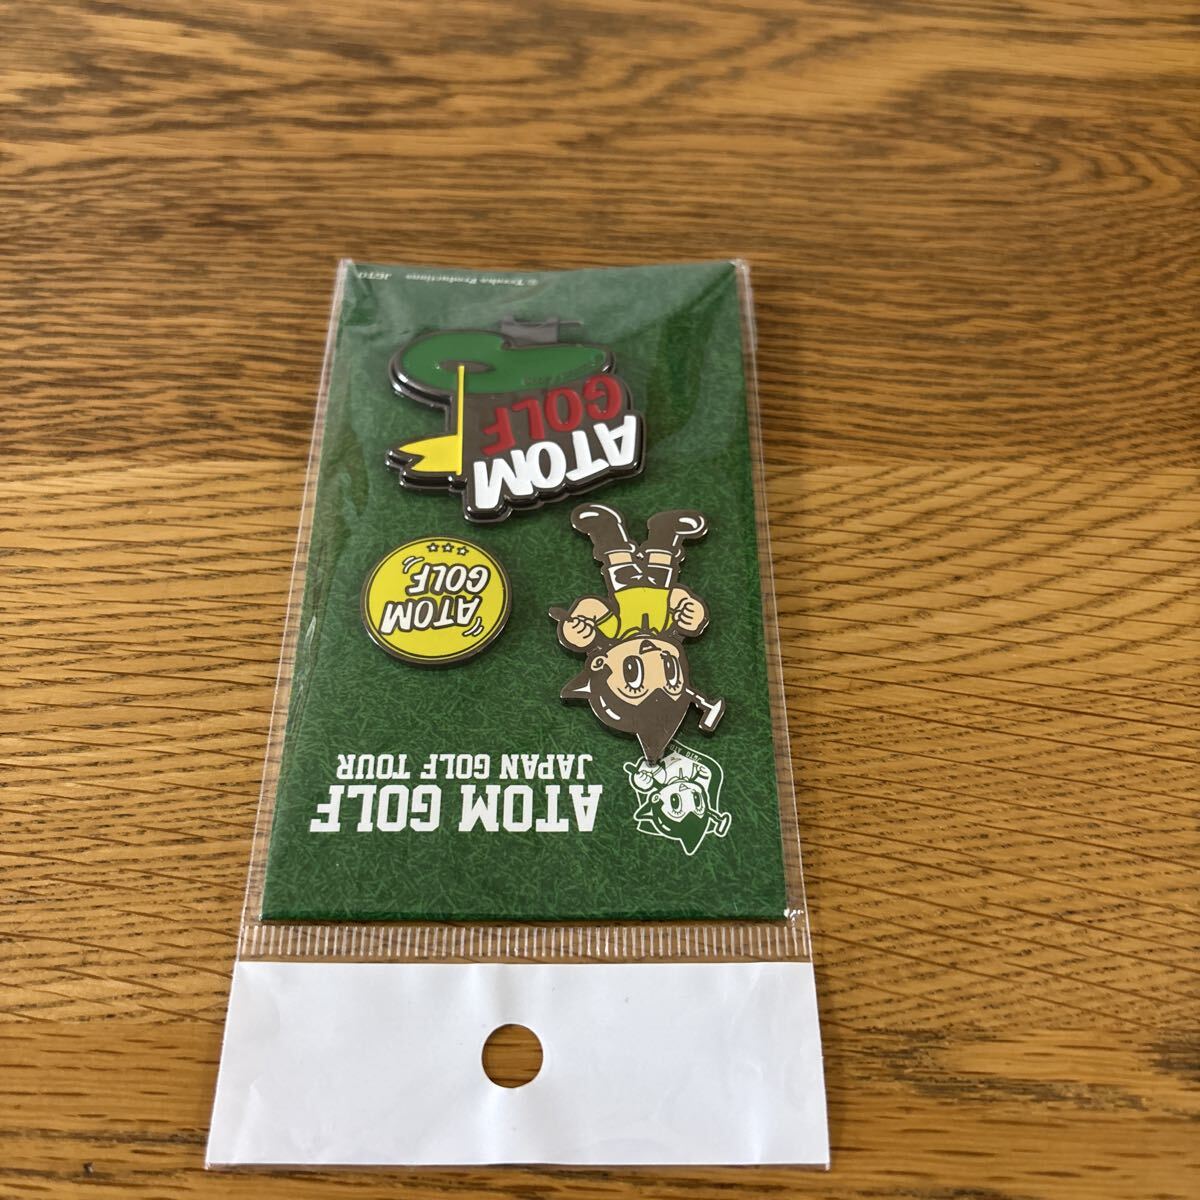 ATOM GOLF
JAPAN GOLF TOUR
ATOM
GOLF
ATOM
GOLF
© Tezuka Productions JGTO